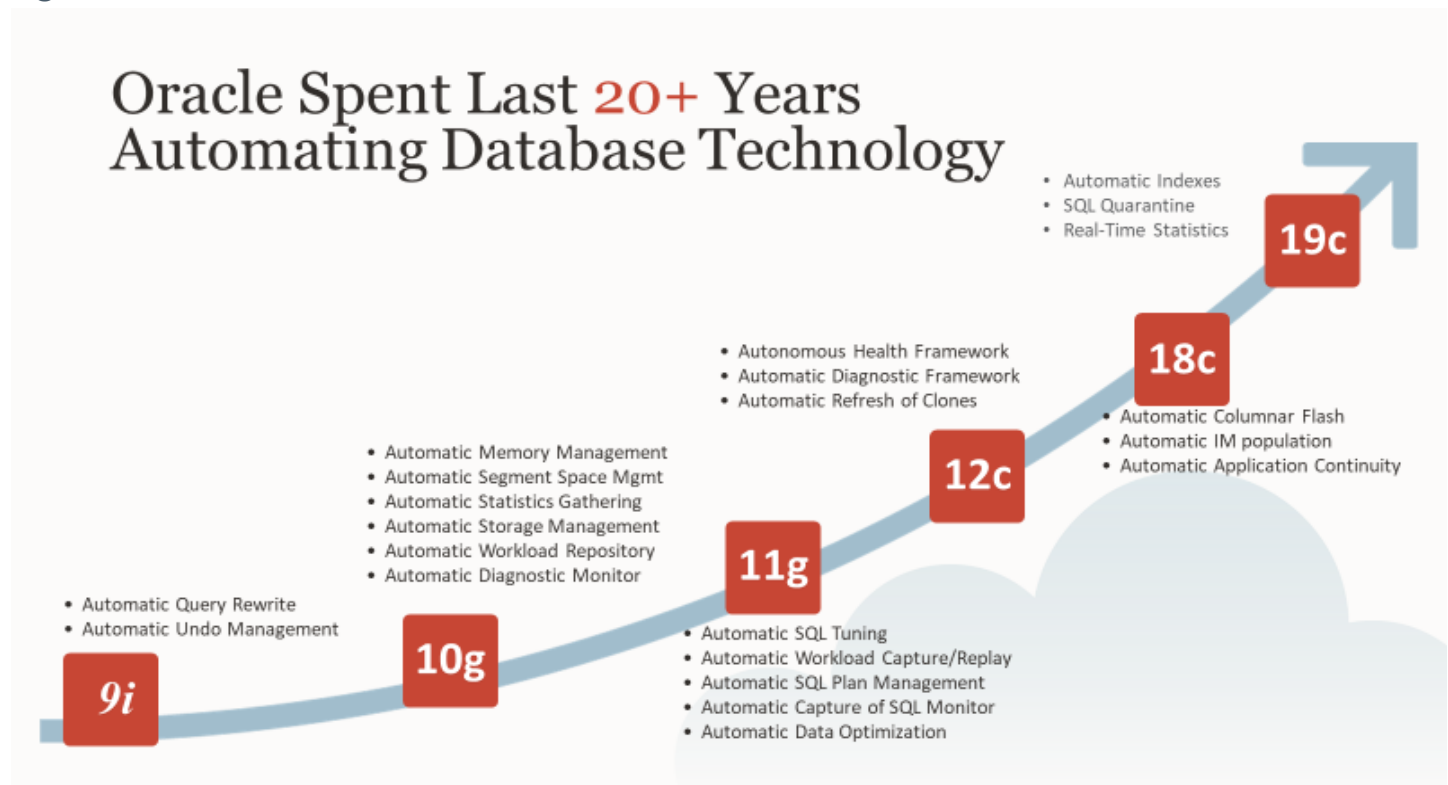 Oracle Spent Last 20+ Years
Automating Database Technology
• Automatic Query Rewrite
• Automatic Undo Management
9i
• Automatic Memory Management
• Automatic Segment Space Mgmt
• Automatic Statistics Gathering
• Automatic Storage Management
• Automatic Workload Repository
• Automatic Diagnostic Monitor
10g
11g
• Automatic SQL Tuning
• Automatic Workload Capture/Replay
• Automatic SQL Plan Management
• Automatic Capture of SQL Monitor
• Automatic Data Optimization
• Autonomous Health Framework
• Automatic Diagnostic Framework
• Automatic Refresh of Clones
12c
18c
• Automatic Columnar Flash
• Automatic IM population
• Automatic Application Continuity
• Automatic Indexes
• SQL Quarantine
• Real-Time Statistics
19c